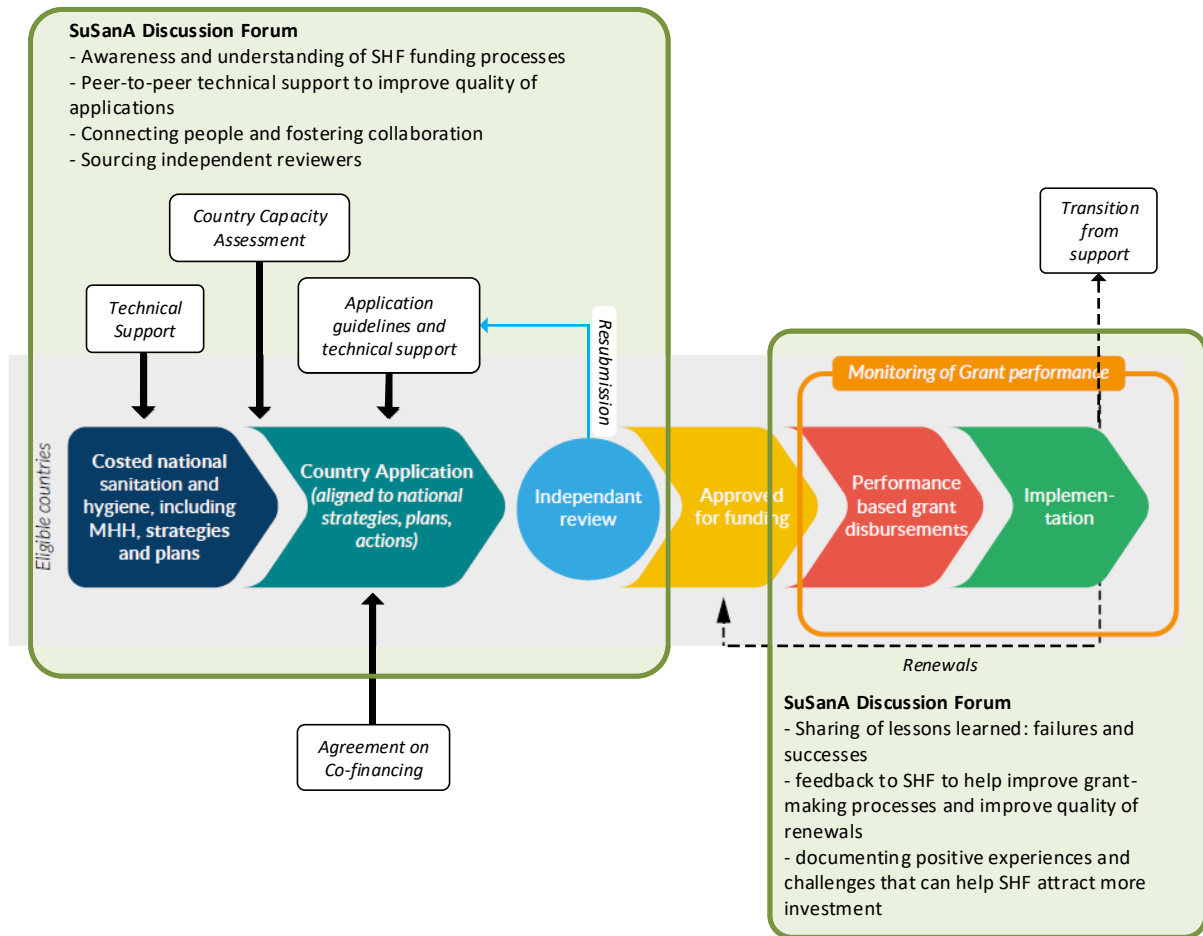 SuSanA Discussion Forum
- Awareness and understanding of SHF funding processes
- Peer-to-peer technical support to improve quality of
applications
- Connecting people and fostering collaboration
- Sourcing independent reviewers
Country Capacity
Assessment
Technical
Support
Application
guidelines and
technical support
Resubmission
Transition
from
support
Monitoring of Grant performance
Eligible countries
Costed national
sanitation and
hygiene, including
MHH, strategies
and plans
Country Application
(aligned to national
strategies, plans,
actions)
Independant
review
Approved
for funding
Performance
based grant
disbursements
Implemen-
tation
Renewals
Agreement on
Co-financing
SuSanA Discussion Forum
- Sharing of lessons learned: failures and
successes
- feedback to SHF to help improve grant-
making processes and improve quality of
renewals
- documenting positive experiences and
challenges that can help SHF attract more
investment